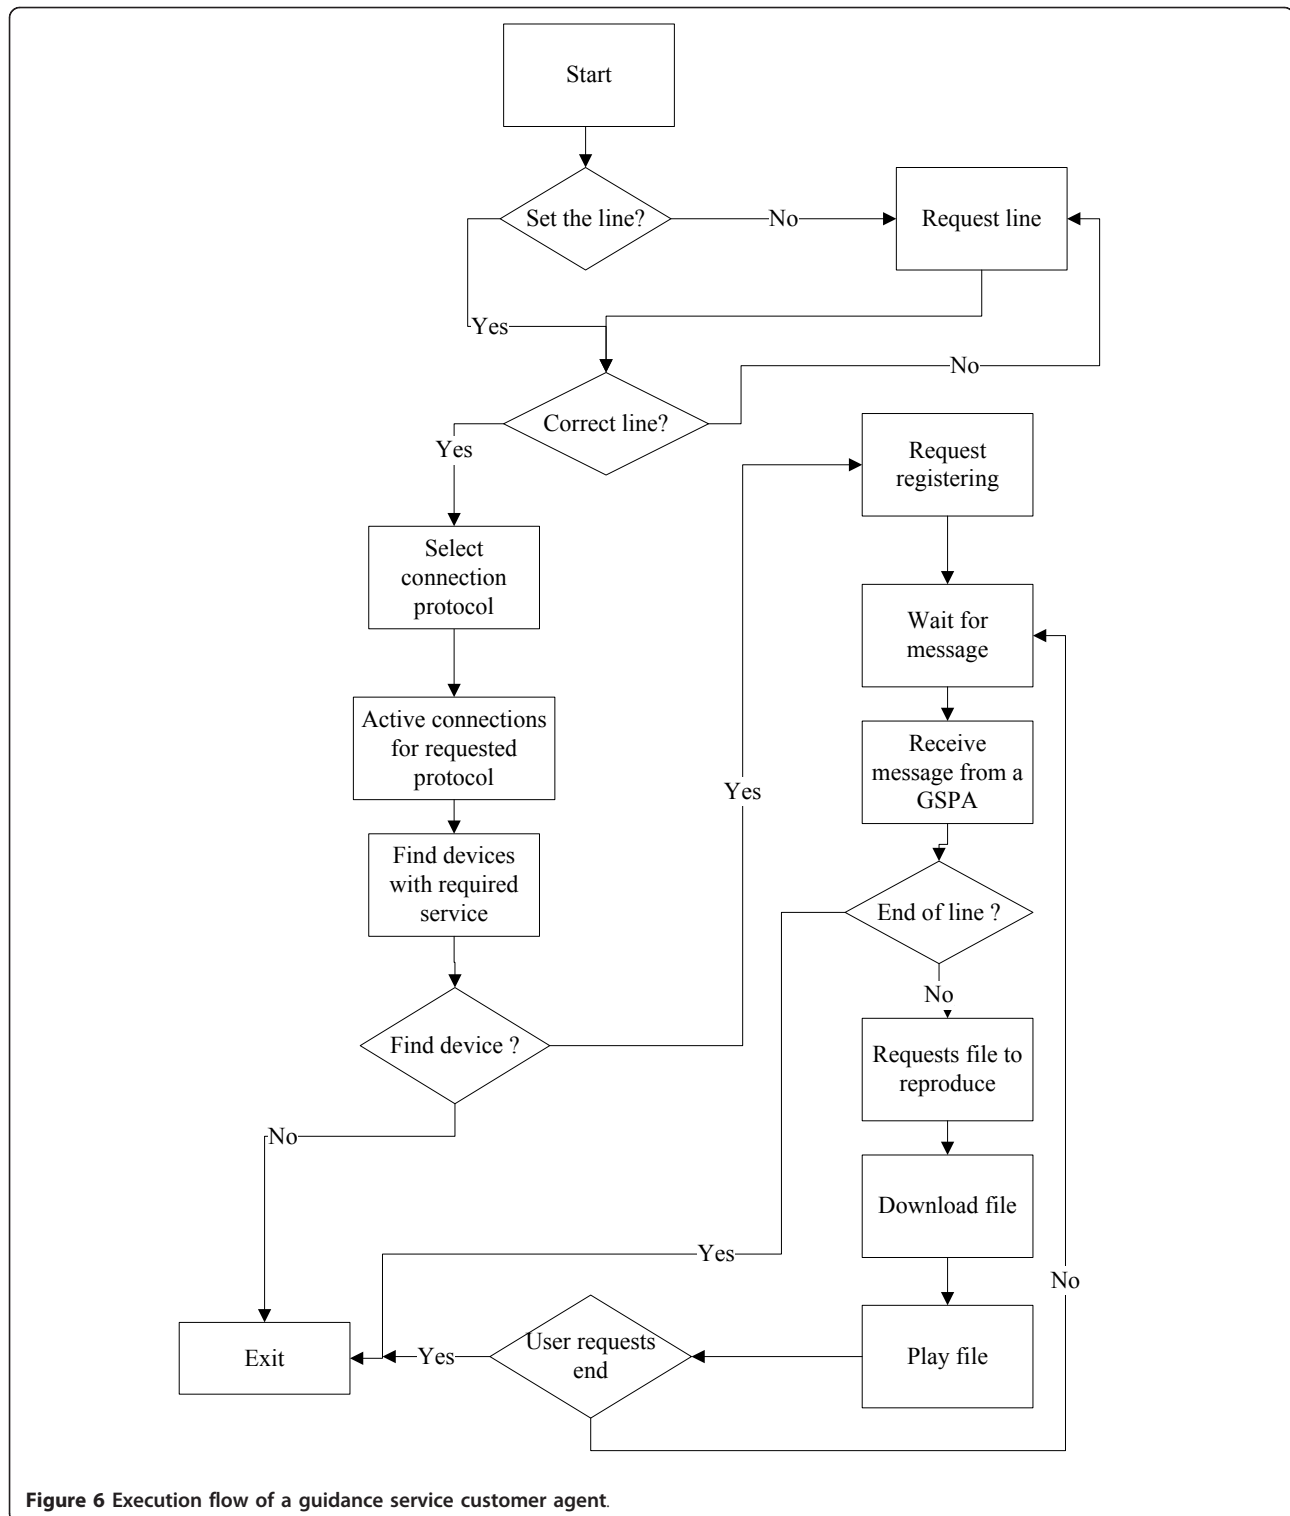 Start
Set the line?
No
Request line
Yes
No
Correct line?
Yes
Request
registering
Select
connection
protocol
Wait for
message
Active connections
for requested
protocol
Receive
message from a
GSPA
Yes
Find devices
with required
service
End of line ?
No
Find device ?
Requests file to
reproduce
No
Download file
Yes
No
Exit
Yes
User requests
end
Play file
Figure 6 Execution flow of a guidance service customer agent.